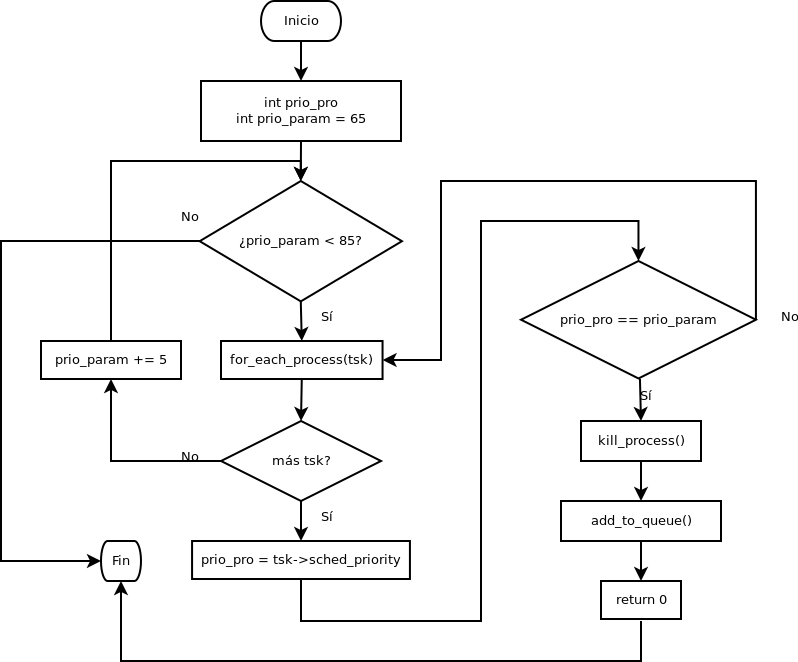 Inicio
int prio_pro
int prio_param = 65
No
¿prio_param < 85?
Sí
prio_pro == prio_param
No
prio_param += 5
for_each_process(tsk)
Sí
kill_process()
No
más tsk?
Sí
add_to_queue()
Fin
prio_pro = tsk->sched_priority
return 0